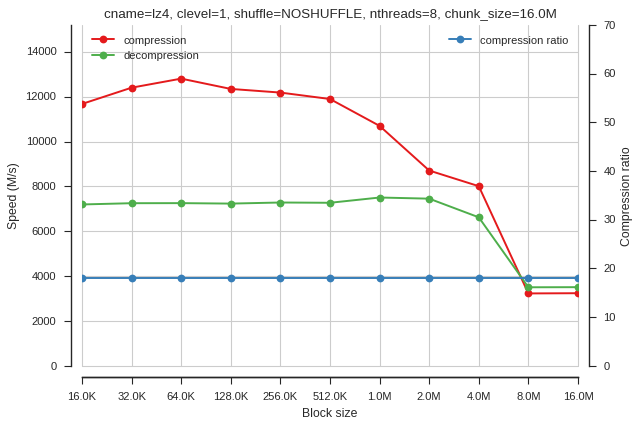 cname=lz4, clevel=1, shuffle=NOSHUFFLE, nthreads=8, chunk_size=16.0M
compression
decompression
compression ratio
Speed (M/s)
14000
12000
10000
8000
6000
4000
2000
0
70
60
50
40
30
20
10
0
Compression ratio
16.0K 32.0K 64.0K 128.0K 256.0K 512.0K 1.0M 2.0M 4.0M 8.0M 16.0M
Block size